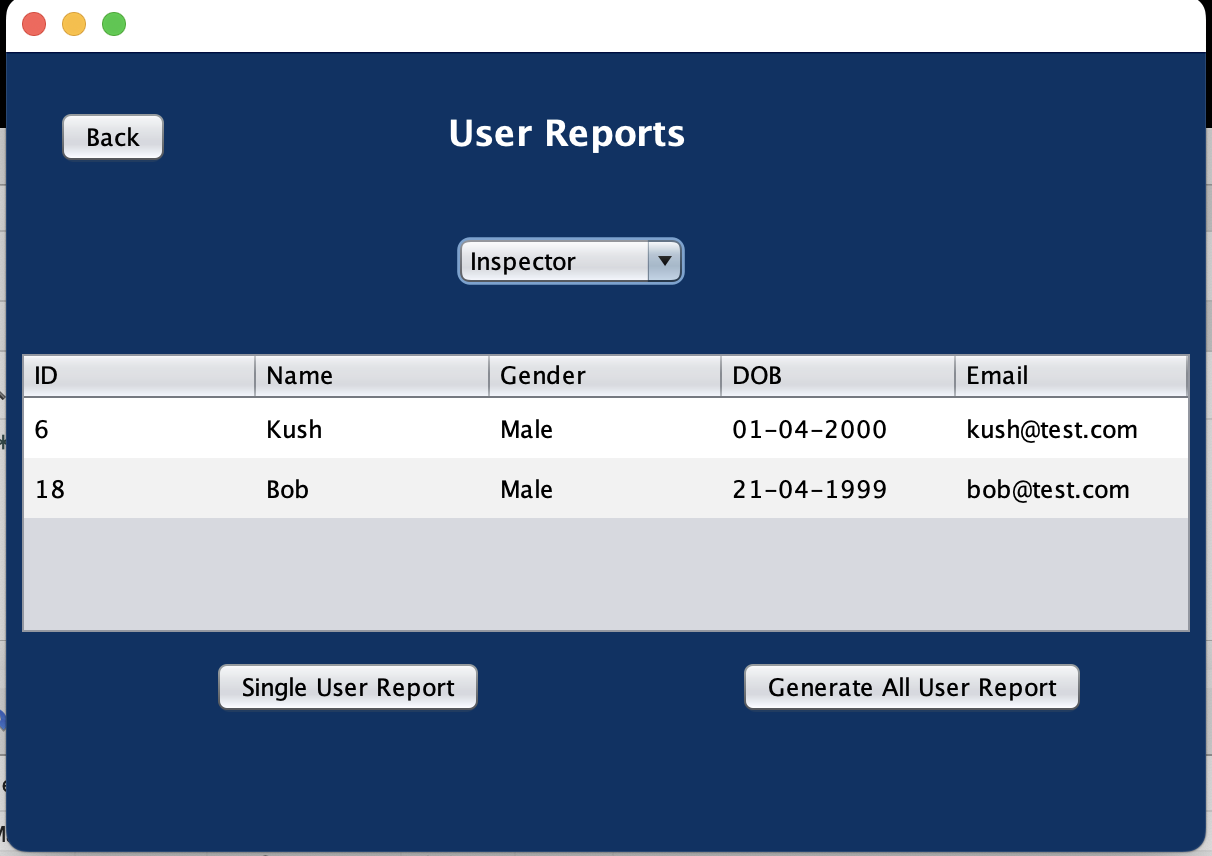 Back
User Reports
Inspector
ID Name Gender DOB Email
6 Kush Male 01-04-2000 kush@test.com
18 Bob Male 21-04-1999 bob@test.com
Single User Report
Generate All User Report